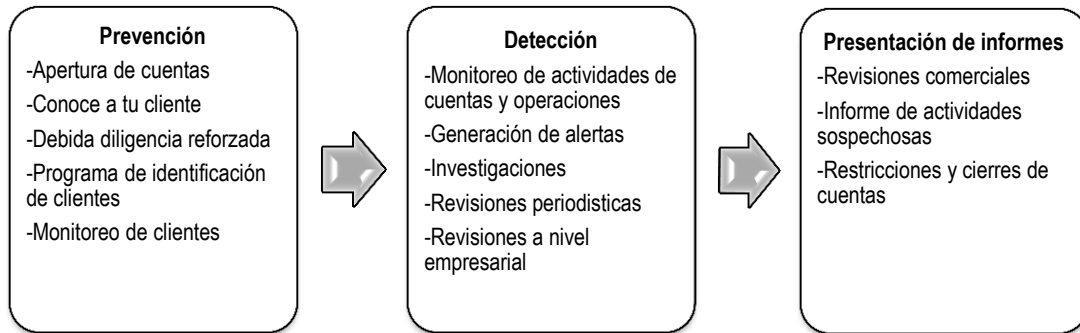 Prevención
-Apertura de cuentas
-Conoce a tu cliente
-Debida diligencia reforzada
-Programa de identificación
de clientes
-Monitoreo de clientes
Detección
-Monitoreo de actividades de
cuentas y operaciones
-Generación de alertas
-Investigaciones
-Revisiones periodisticas
-Revisiones a nivel
empresarial
Presentación de informes
-Revisiones comerciales
-Informe de actividades
sospechosas
-Restricciones y cierres de
cuentas